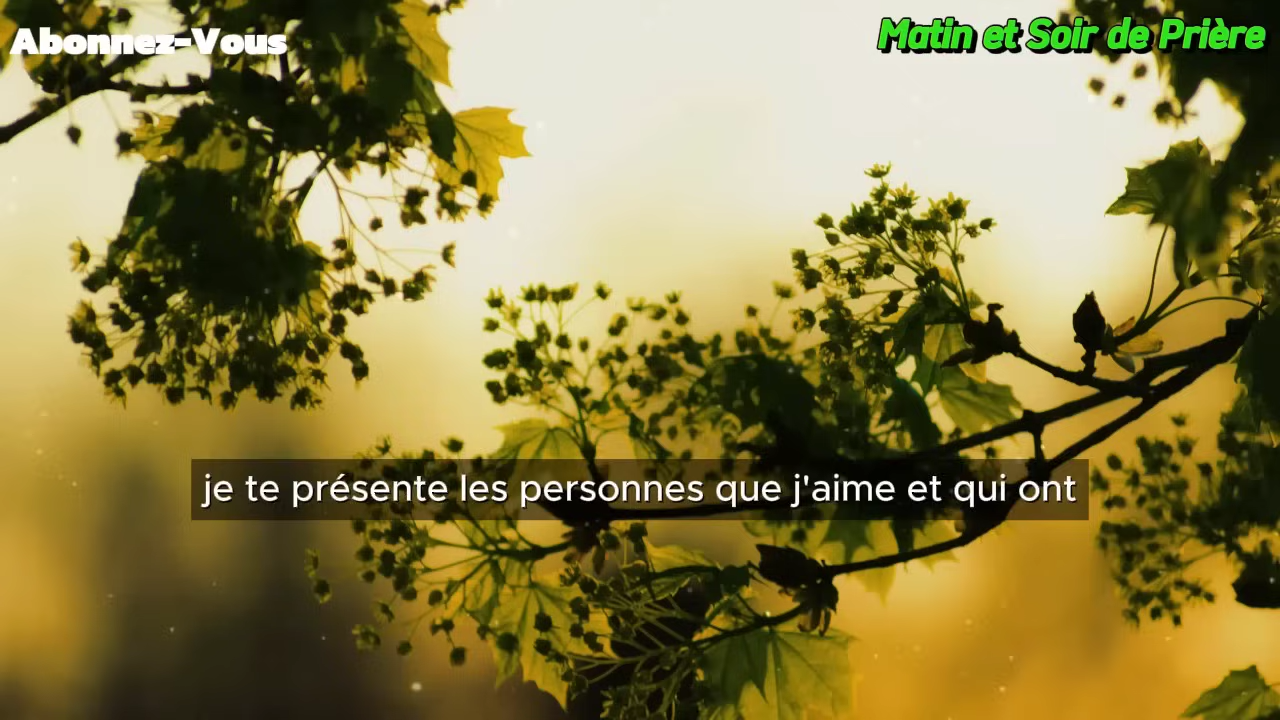 Abonnez-Vous
Matin et Soir de Prière
je te présente les personnes que j'aime et qui ont